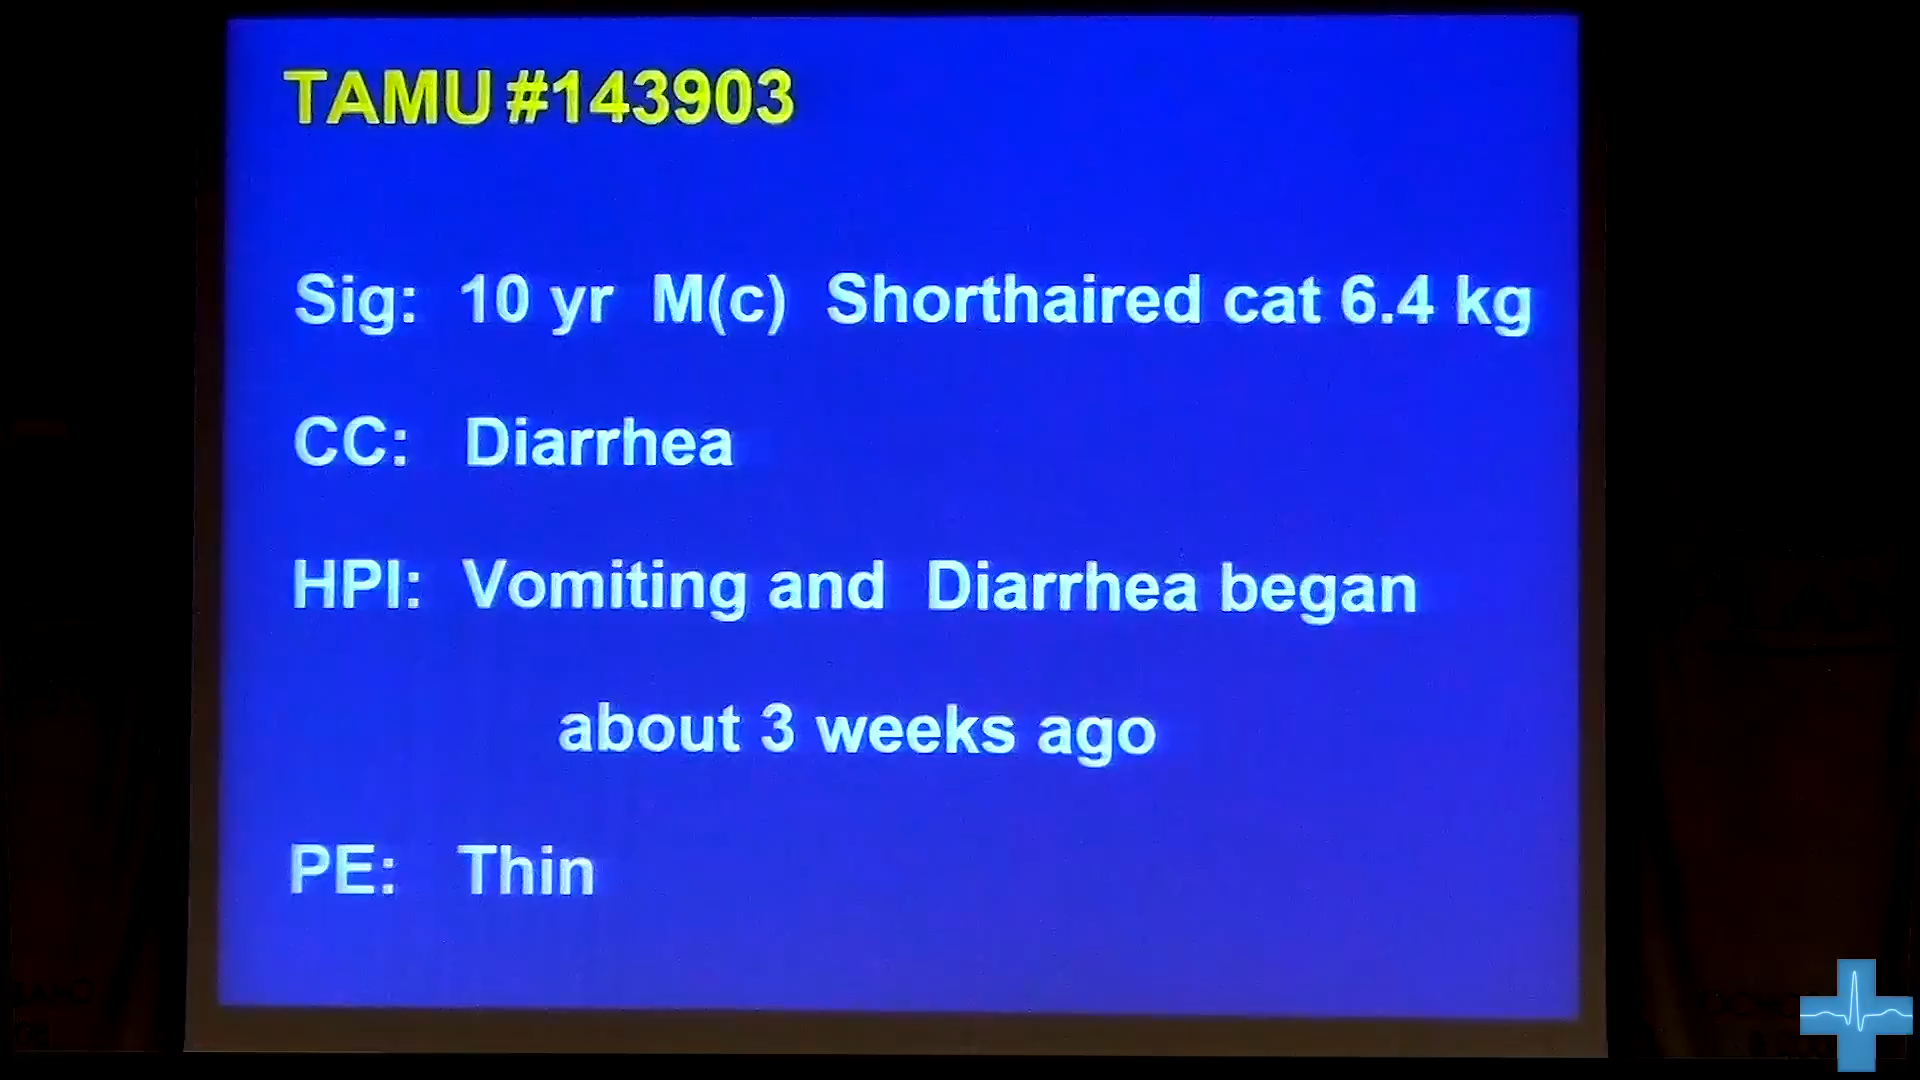 TAMU #143903
Sig: 10 yr M(c) Shorthaired cat 6.4 kg
CC: Diarrhea
HPI: Vomiting and Diarrhea began
about 3 weeks ago
PE: Thin